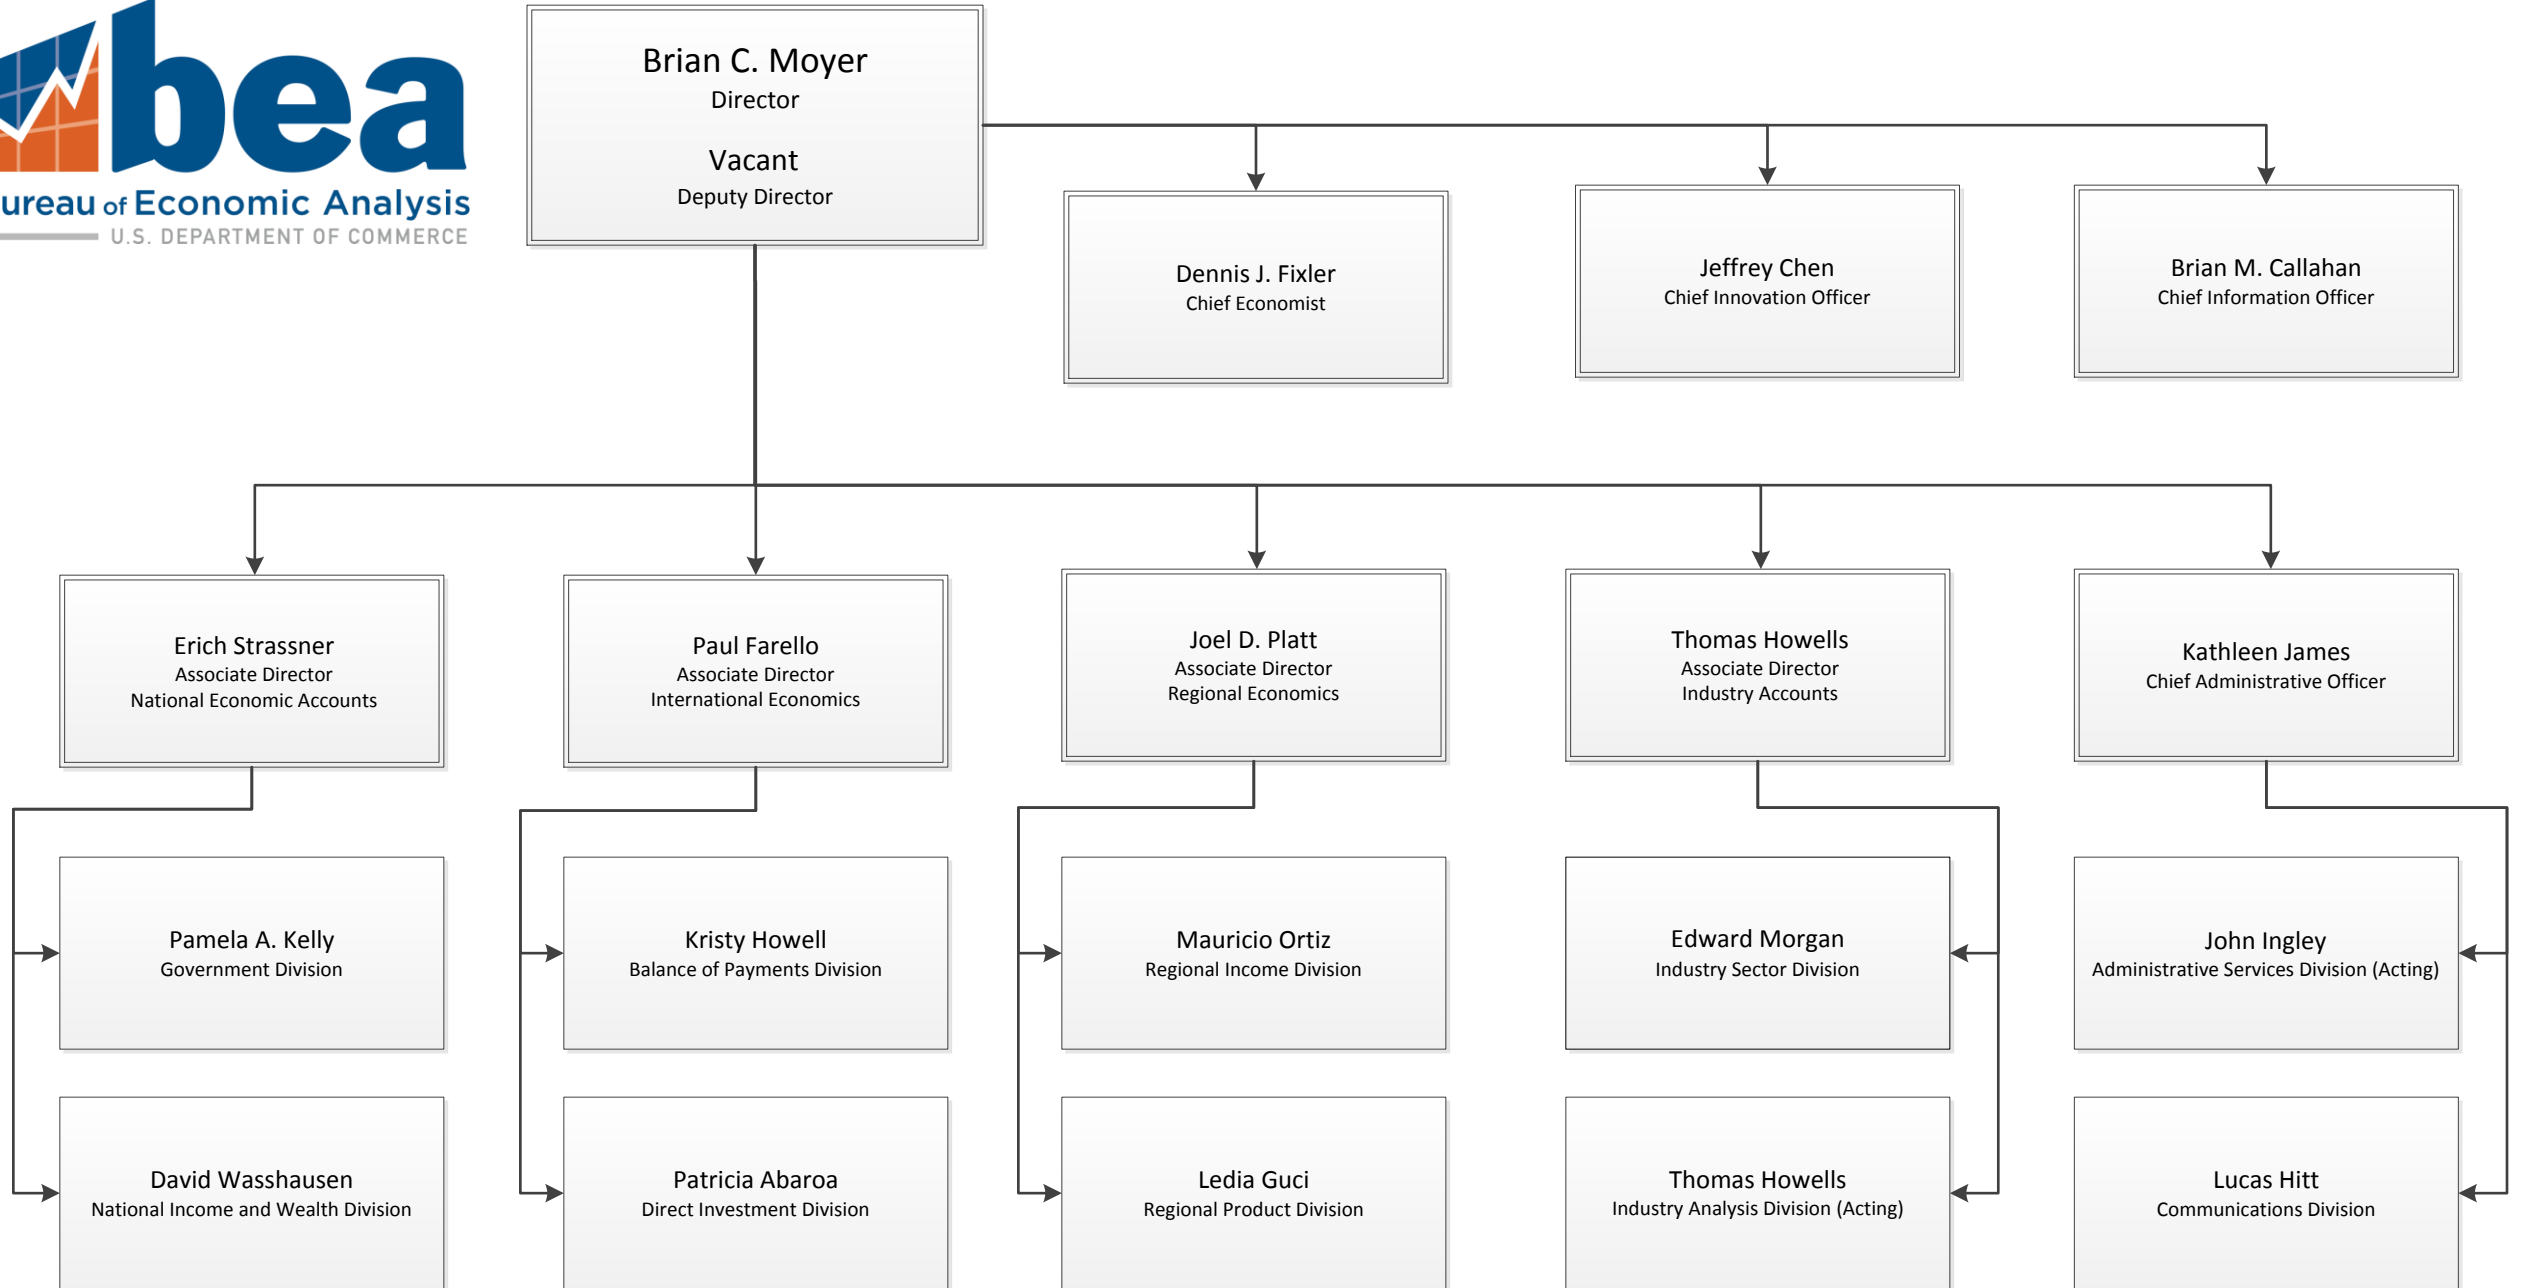 bea
ureau of Economic Analysis
U.S. DEPARTMENT OF COMMERCE
Brian C. Moyer
Director
Vacant
Deputy Director
Dennis J. Fixler
Chief Economist
Jeffrey Chen
Chief Innovation Officer
Brian M. Callahan
Chief Information Officer
Erich Strassner
Associate Director
National Economic Accounts
Paul Farello
Associate Director
International Economics
Joel D. Platt
Associate Director
Regional Economics
Thomas Howells
Associate Director
Industry Accounts
Kathleen James
Chief Administrative Officer
Pamela A. Kelly
Government Division
Kristy Howell
Balance of Payments Division
Mauricio Ortiz
Regional Income Division
Edward Morgan
Industry Sector Division
John Ingley
Administrative Services Division (Acting)
David Wasshausen
National Income and Wealth Division
Patricia Abaroa
Direct Investment Division
Ledia Guci
Regional Product Division
Thomas Howells
Industry Analysis Division (Acting)
Lucas Hitt
Communications Division